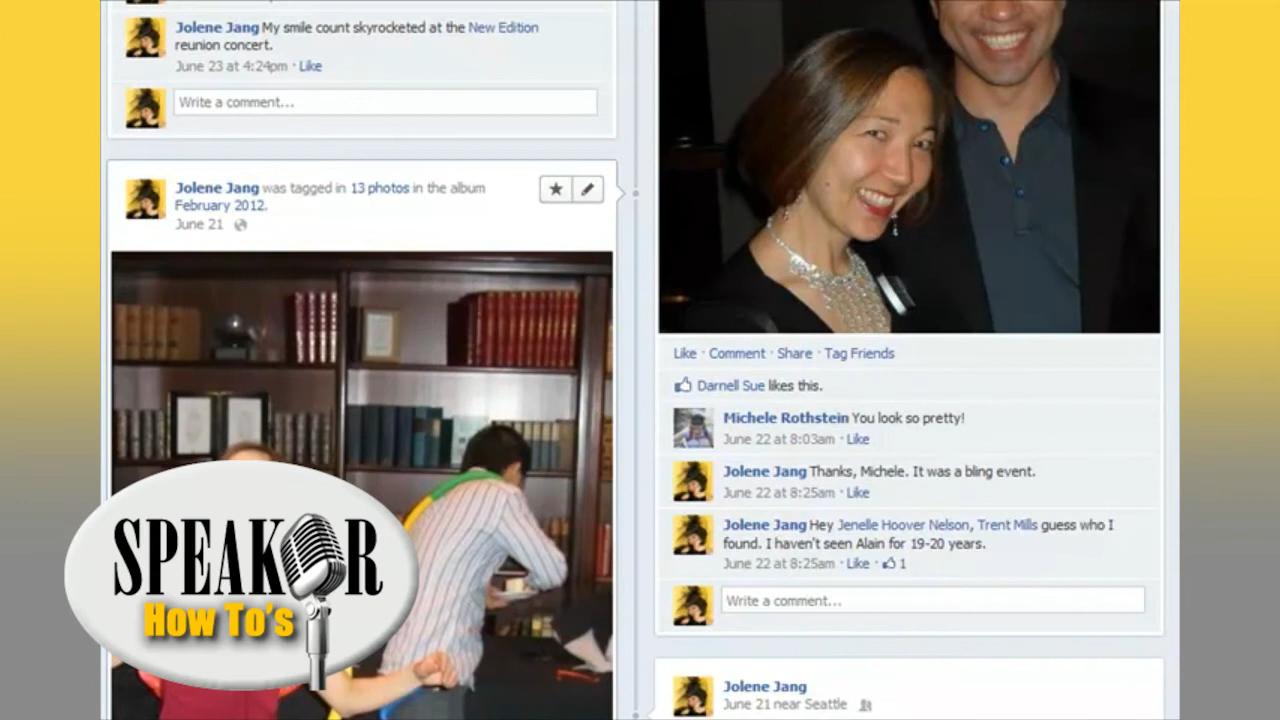 Jolene Jang My smile count skyrocketed at the New Edition
reunion concert.
June 23 at 4:24pm · Like
Write a comment...
Jolene Jang was tagged in 13 photos in the album
February 2012.
June 21
SPEAKOR
How To's
Like · Comment · Share · Tag Friends
Darnell Sue likes this.
Michele Rothstein You look so pretty!
June 22 at 8:03am · Like
Jolene Jang Thanks, Michele. It was a bling event.
June 22 at 8:25am · Like
Jolene Jang Hey Jenelle Hoover Nelson, Trent Mills guess who I
found. I haven't seen Alain for 19-20 years.
June 22 at 8:25am · Like · 1
Write a comment...
Jolene Jang
June 21 near Seattle